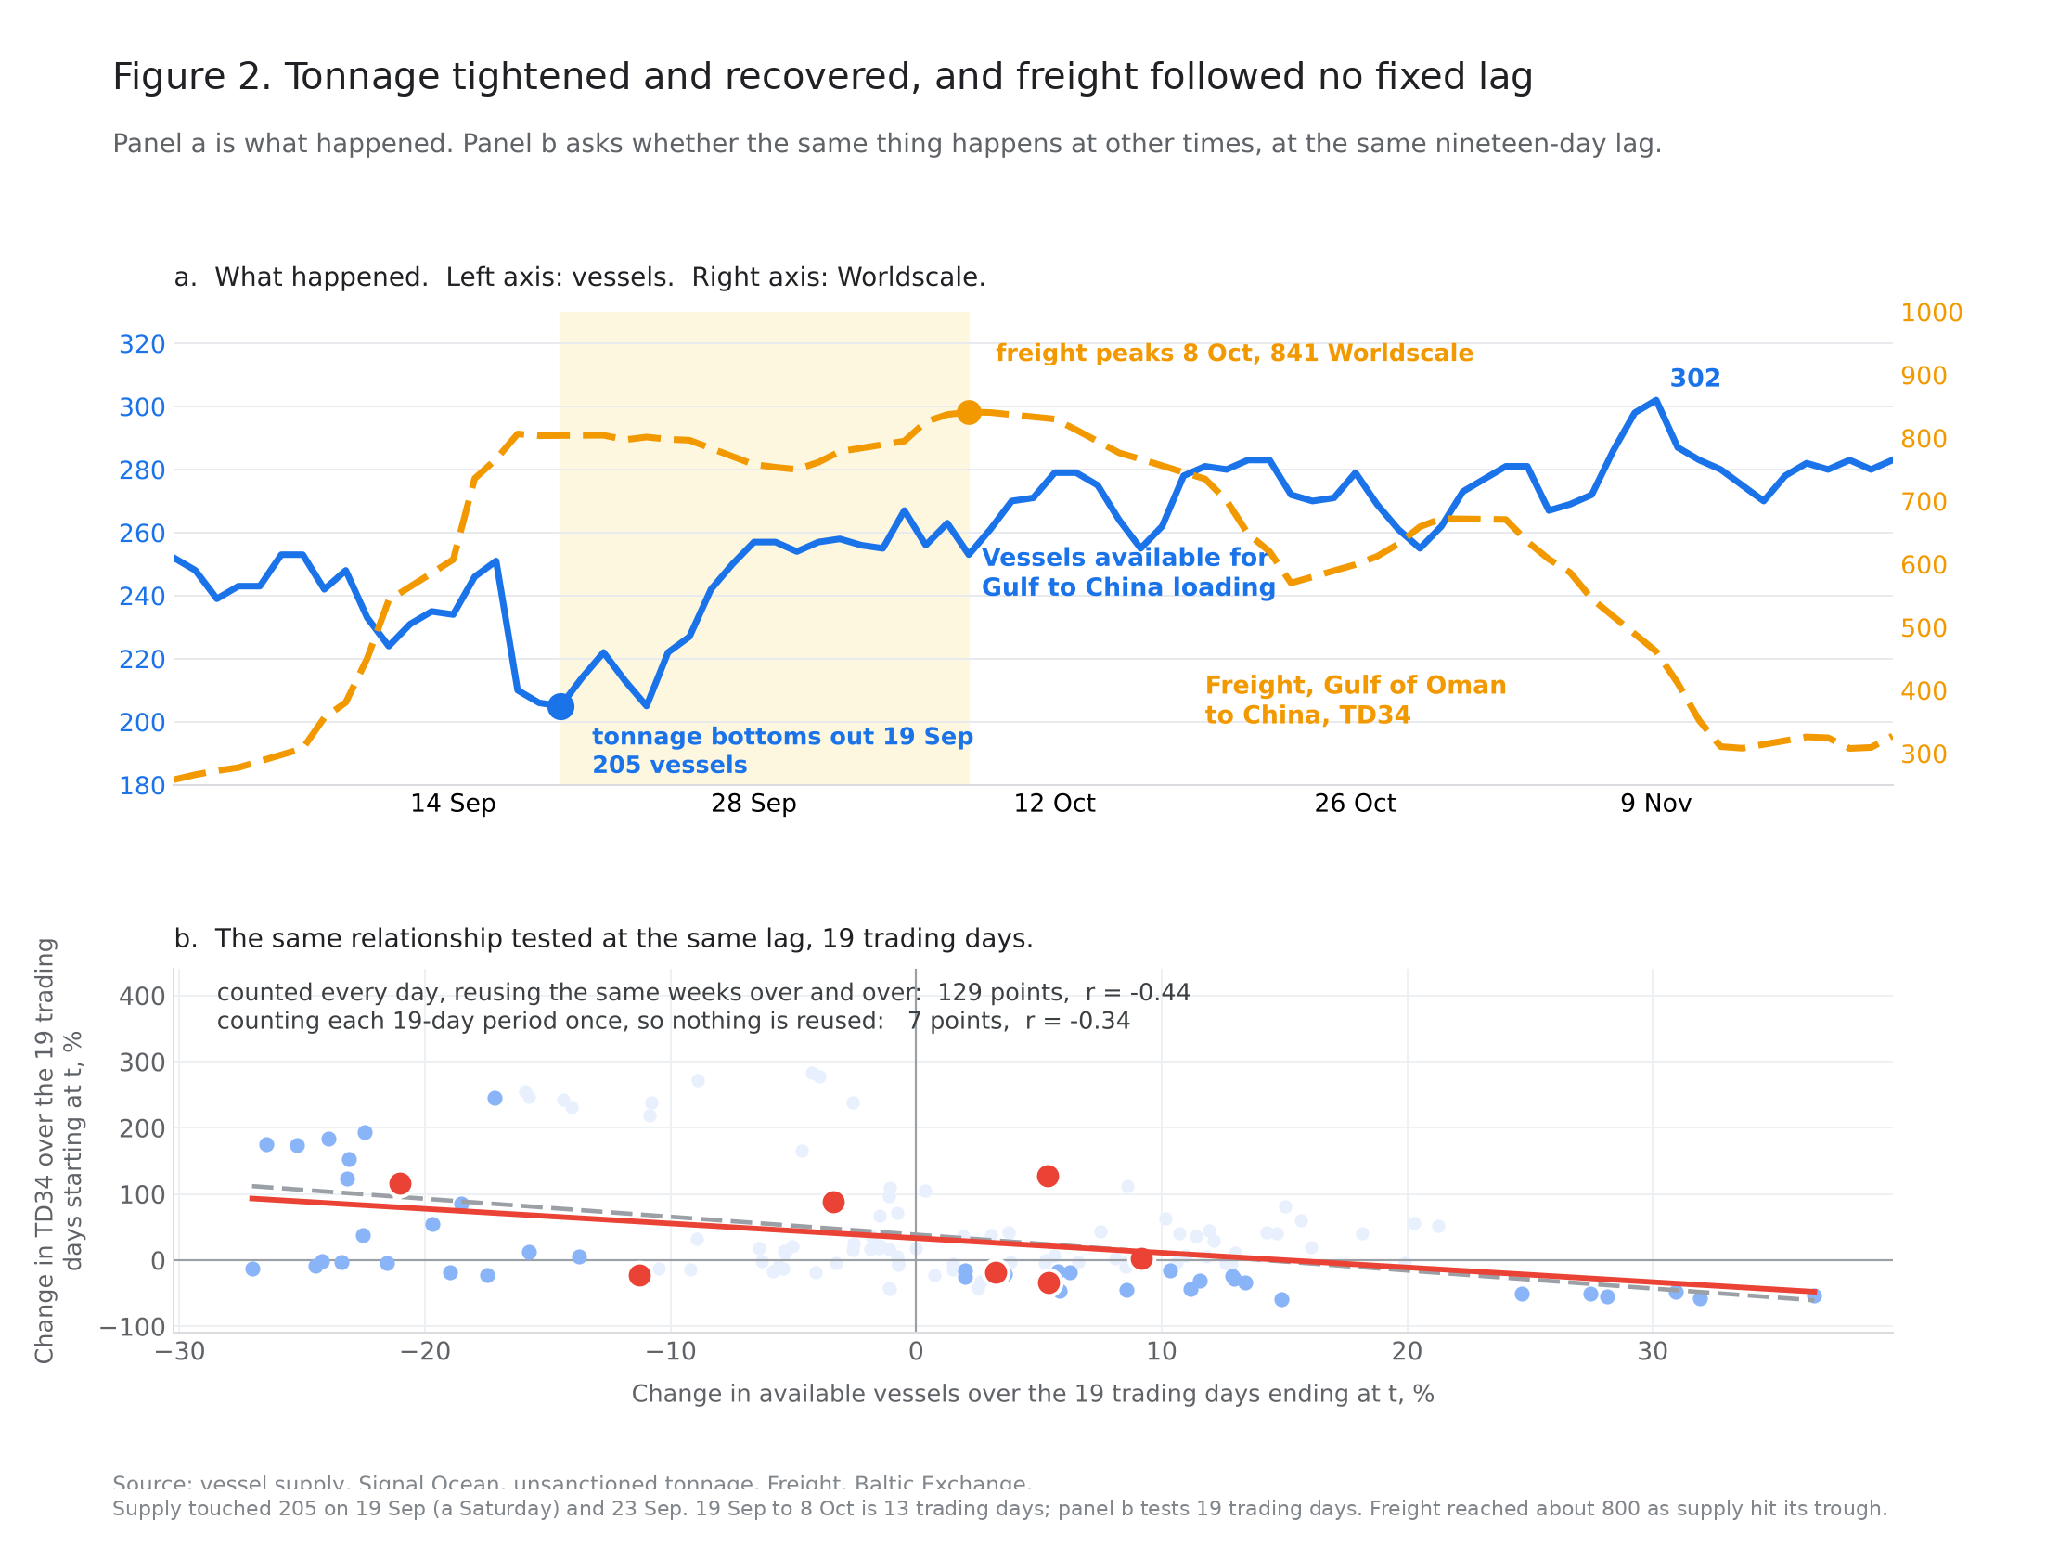 Figure 2. Tonnage tightened and recovered, and freight followed no fixed lag
Panel a is what happened. Panel b asks whether the same thing happens at other times, at the same nineteen-day lag.
a. What happened. Left axis: vessels. Right axis: Worldscale.
320
300
280
260
240
220
200
180
1000
900
800
700
600
500
400
300
freight peaks 8 Oct, 841 Worldscale
302
Vessels available for
Gulf to China loading
Freight, Gulf of Oman
to China, TD34
tonnage bottoms out 19 Sep
205 vessels
14 Sep
28 Sep
12 Oct
26 Oct
9 Nov
b. The same relationship tested at the same lag, 19 trading days.
counted every day, reusing the same weeks over and over: 129 points, r = -0.44
counting each 19-day period once, so nothing is reused: 7 points, r = -0.34
Change in TD34 over the 19 trading
days starting at t, %
400
300
200
100
0
−100
−30
−20
−10
0
10
20
30
Change in available vessels over the 19 trading days ending at t, %
Source: vessel supply, Signal Ocean, unsanctioned tonnage. Freight, Baltic Exchange.
Supply touched 205 on 19 Sep (a Saturday) and 23 Sep. 19 Sep to 8 Oct is 13 trading days; panel b tests 19 trading days. Freight reached about 800 as supply hit its trough.